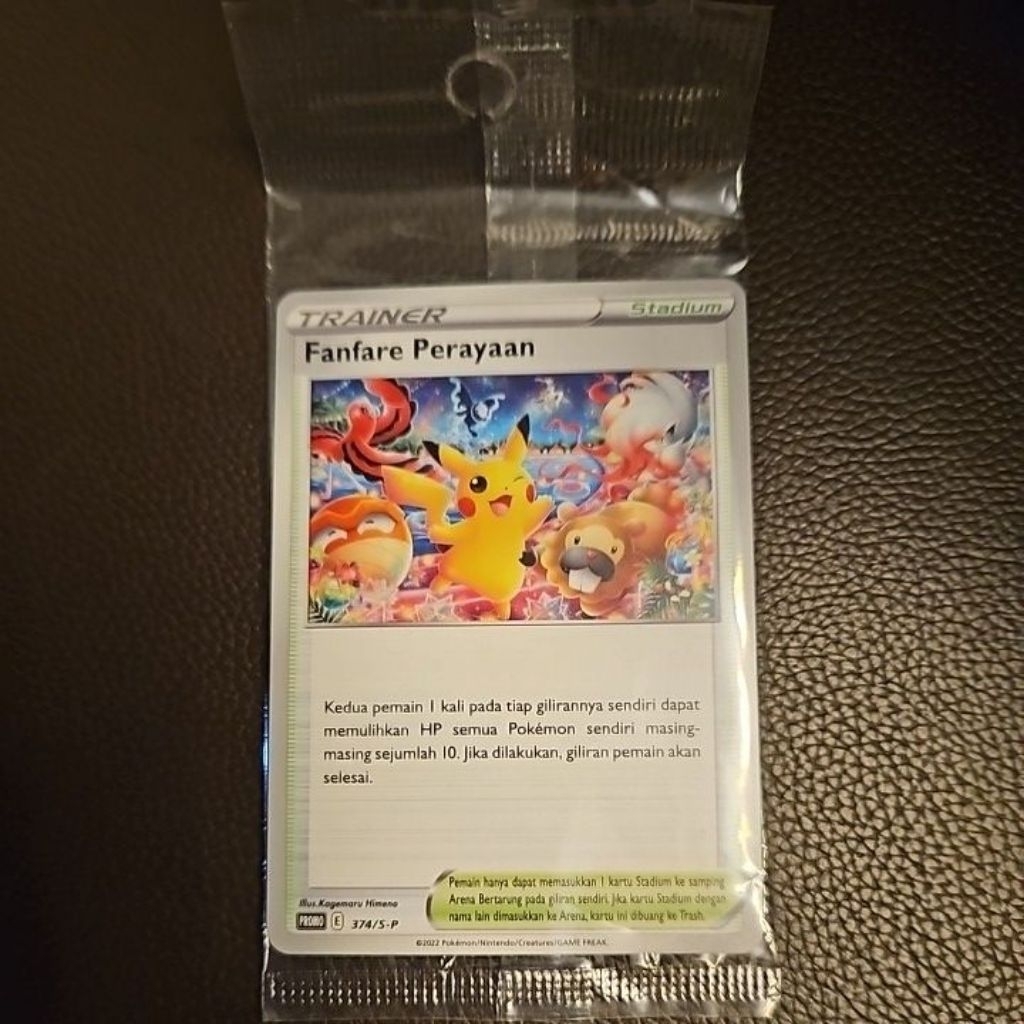 TRAINER
Stadium
Fanfare Perayaan
Kedua pemain 1 kali pada tiap gilirannya sendiri dapat
memulihkan HP semua Pokémon sendiri masing-
masing sejumlah 10. Jika dilakukan, giliran pemain akan
selesai.
Pemain hanya dapat memasukkan 1 kartu Stadium ke samping
Arena Bertarung pada giliran sendiri. Jika kartu Stadium dengan
nama lain dimasukkan ke Arena, kartu ini dibuang ke Trash.
Illus. Kagemaru Himeno
PROMO E 374/S-P
©2022 Pokémon/Nintendo/Creatures/GAME FREAK.